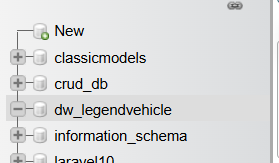 New
classicmodels
crud_db
dw_legendvehicle
information_schema
laravel10